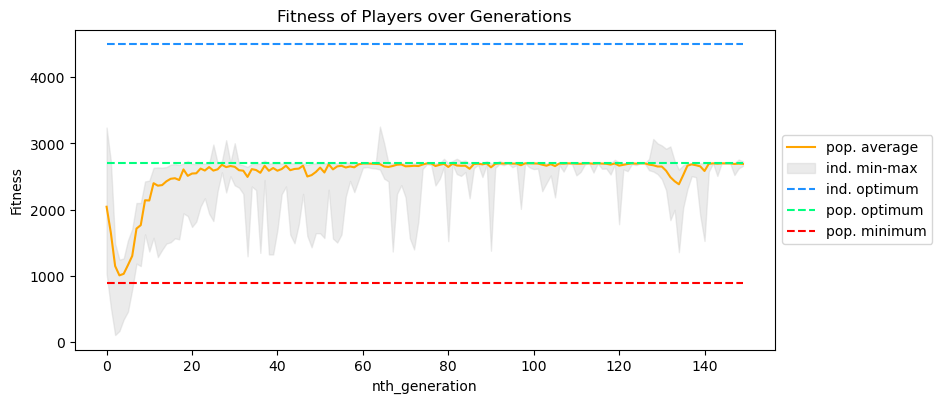 Fitness of Players over Generations
Fitness
4000
3000
2000
1000
0
0 20 40 60 80 100 120 140
nth_generation
pop. average
ind. min-max
ind. optimum
pop. optimum
pop. minimum